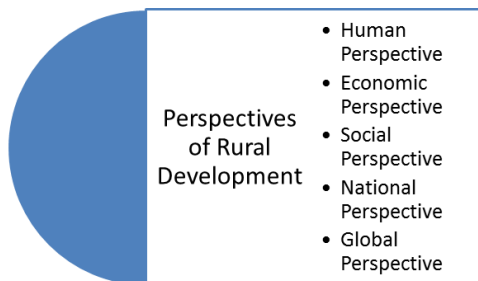 Perspectives
of Rural
Development
• Human
Perspective
• Economic
Perspective
• Social
Perspective
• National
Perspective
• Global
Perspective